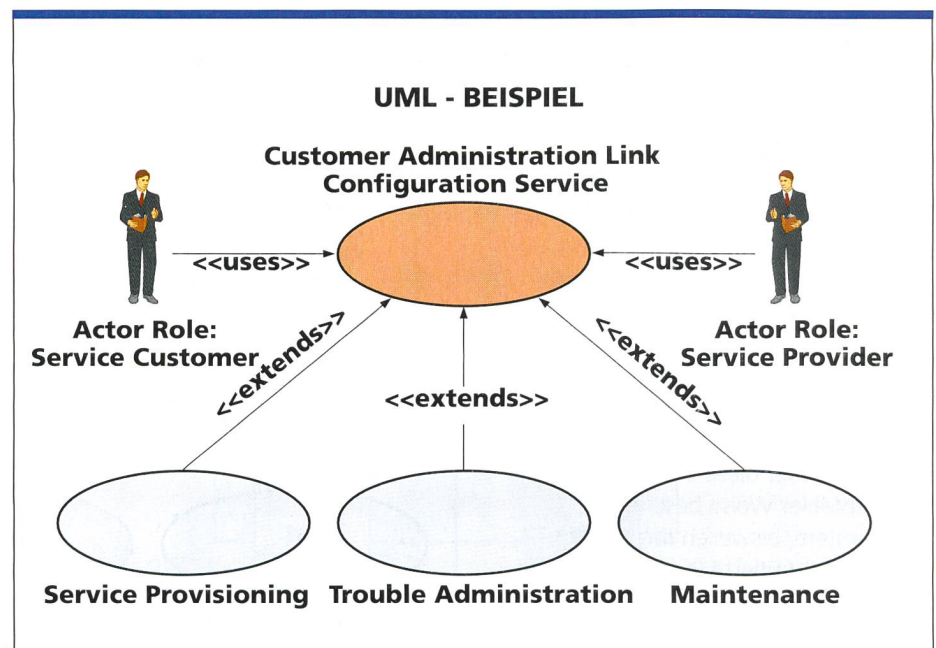 UML - BEISPIEL
Customer Administration Link
Configuration Service
<<uses>>
<<uses>>
Actor Role:
Service Customer
Actor Role:
Service Provider
<<extends>>
<<extends>>
<<extends>>
Service Provisioning
Trouble Administration
Maintenance